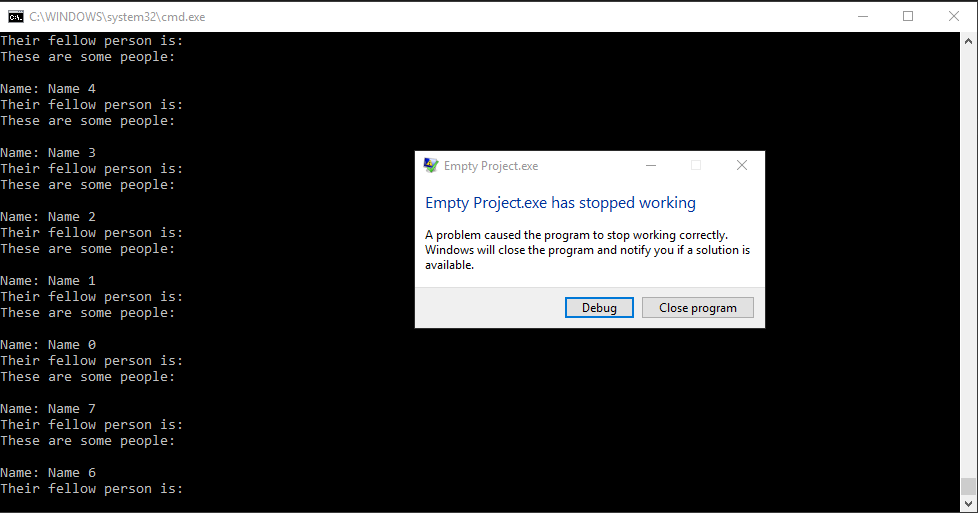 C:\WINDOWS\system32\cmd.exe
Their fellow person is:
These are some people:
Name: Name 4
Their fellow person is:
These are some people:
Name: Name 3
Their fellow person is:
These are some people:
Name: Name 2
Their fellow person is:
These are some people:
Name: Name 1
Their fellow person is:
These are some people:
Name: Name 0
Their fellow person is:
These are some people:
Name: Name 7
Their fellow person is:
These are some people:
Name: Name 6
Their fellow person is:
Empty Project.exe
Empty Project.exe has stopped working
A problem caused the program to stop working correctly.
Windows will close the program and notify you if a solution is
available.
Debug
Close program